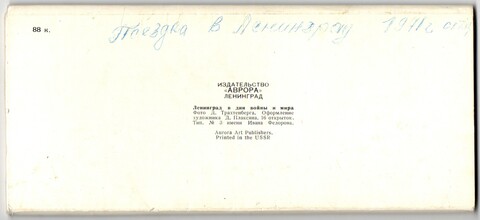 88 к.
Поездка в Ленинград 1971г
ИЗДАТЕЛЬСТВО
«АВРОРА»
ЛЕНИНГРАД
Ленинград в дни войны и мира
Фото Д. Трахтенберга. Оформление
художника Д. Плаксина. 16 открыток.
Тип. № 3 имени Ивана Федорова.
Aurora Art Publishers.
Printed in the USSR